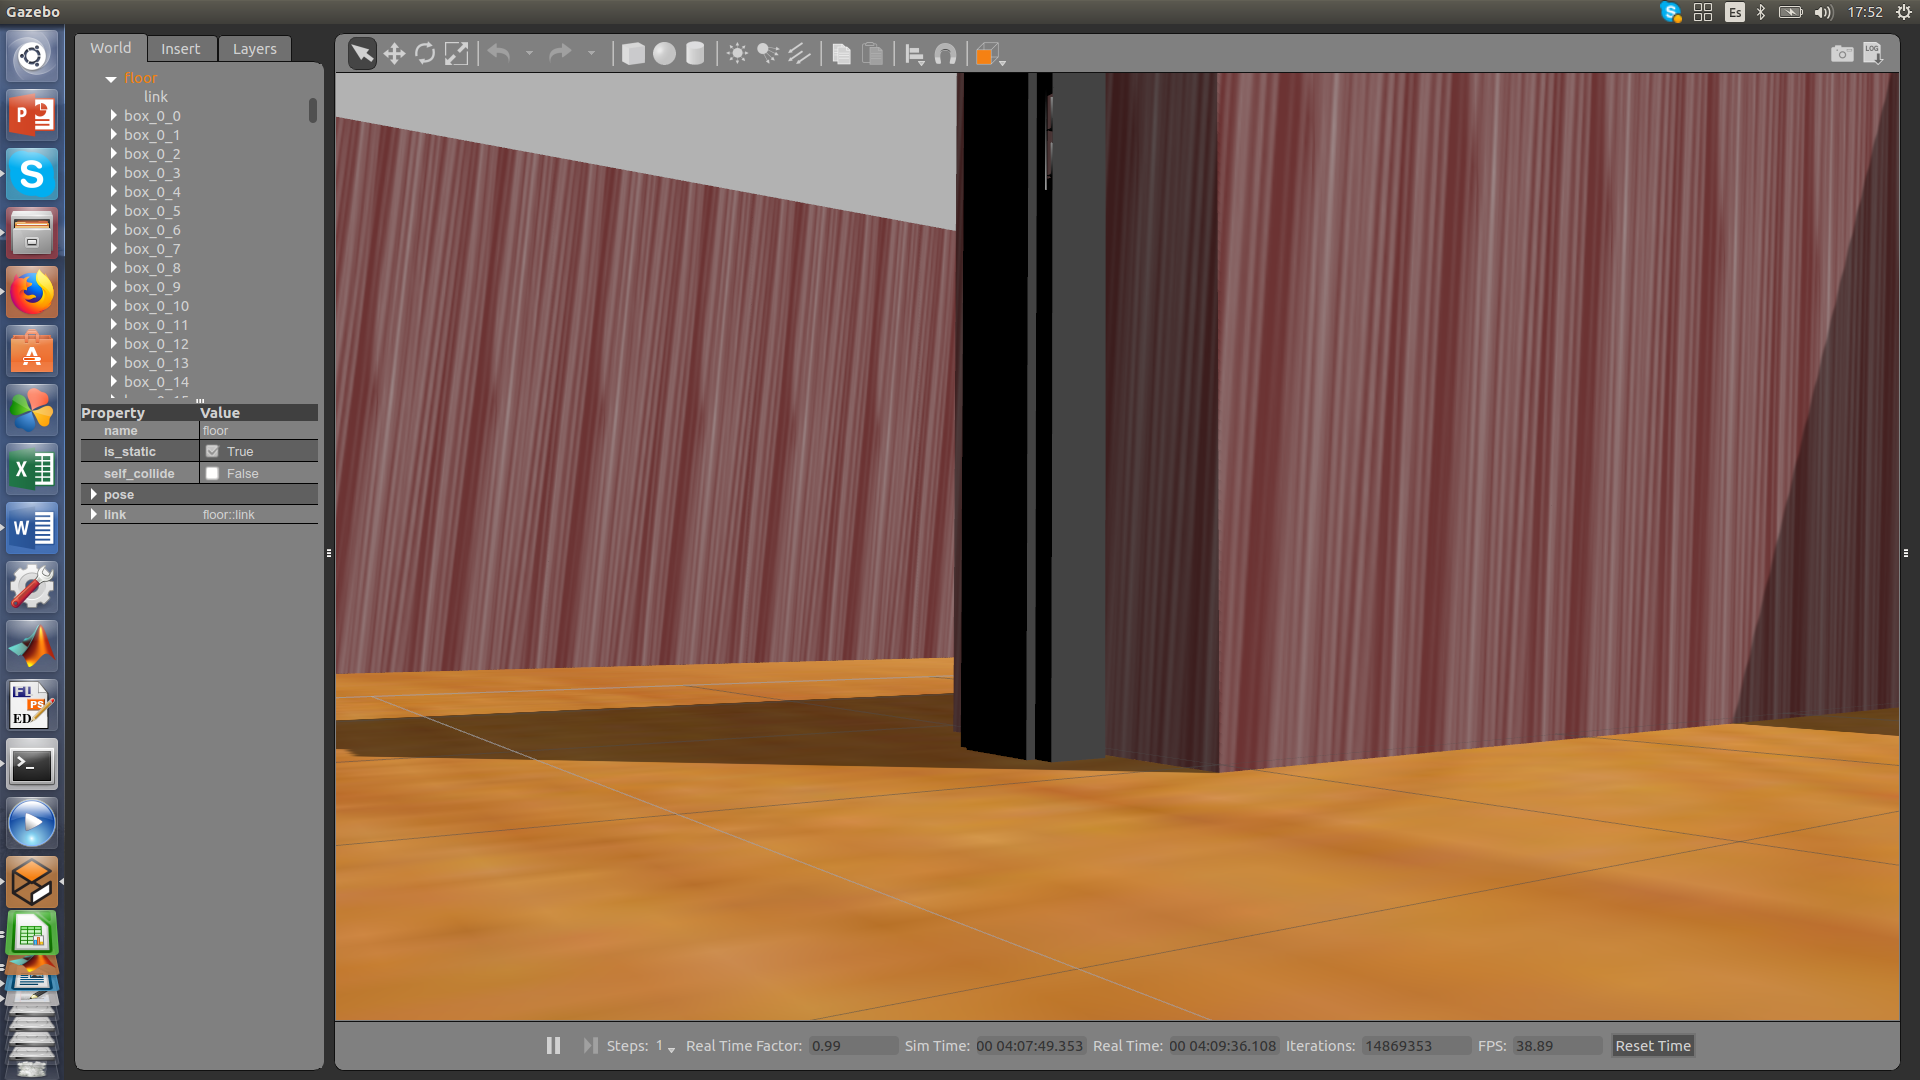 Gazebo
Es
17:52
World
Insert
Layers
LOG
floor
link
box_0_0
box_0_1
box_0_2
box_0_3
box_0_4
box_0_5
box_0_6
box_0_7
box_0_8
box_0_9
box_0_10
box_0_11
box_0_12
box_0_13
box_0_14
Property Value
name floor
is_static True
self_collide False
pose
link floor::link
Steps: 1 Real Time Factor: 0.99 Sim Time: 00 04:07:49.353 Real Time: 00 04:09:36.108 Iterations: 14869353 FPS: 38.89 Reset Time